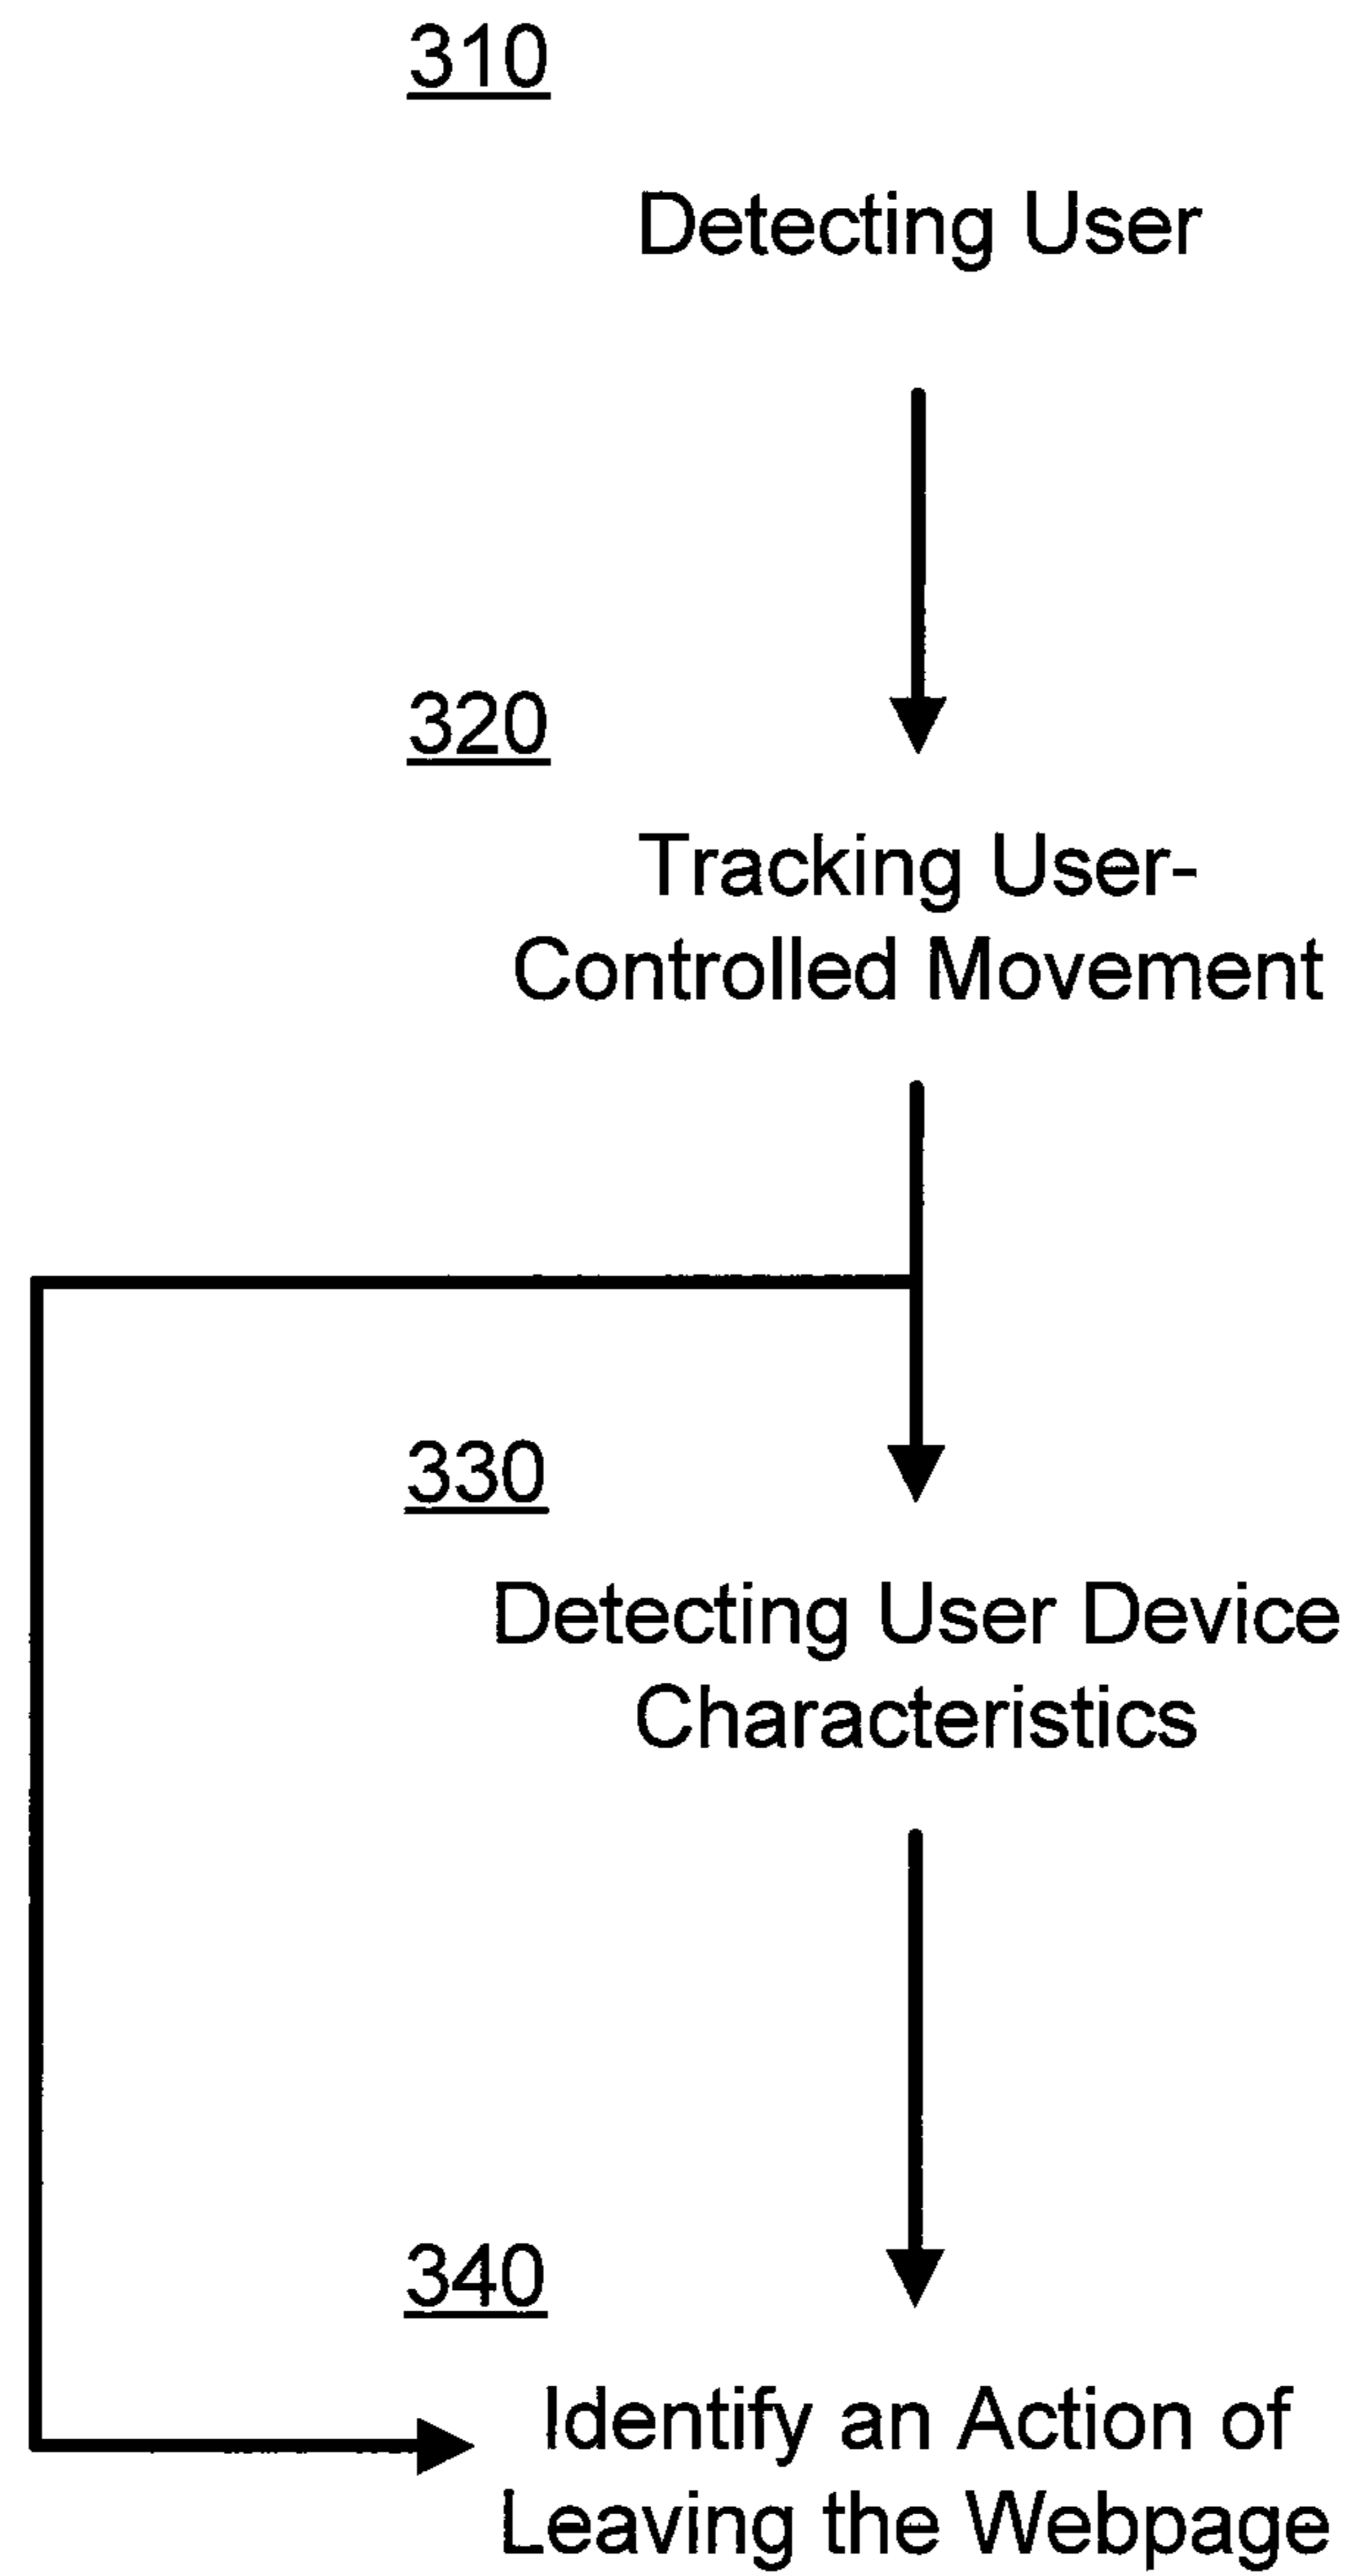 310
Detecting User
320
Tracking User-
Controlled Movement
330
Detecting User Device
Characteristics
340
Identify an Action of
Leaving the Webpage